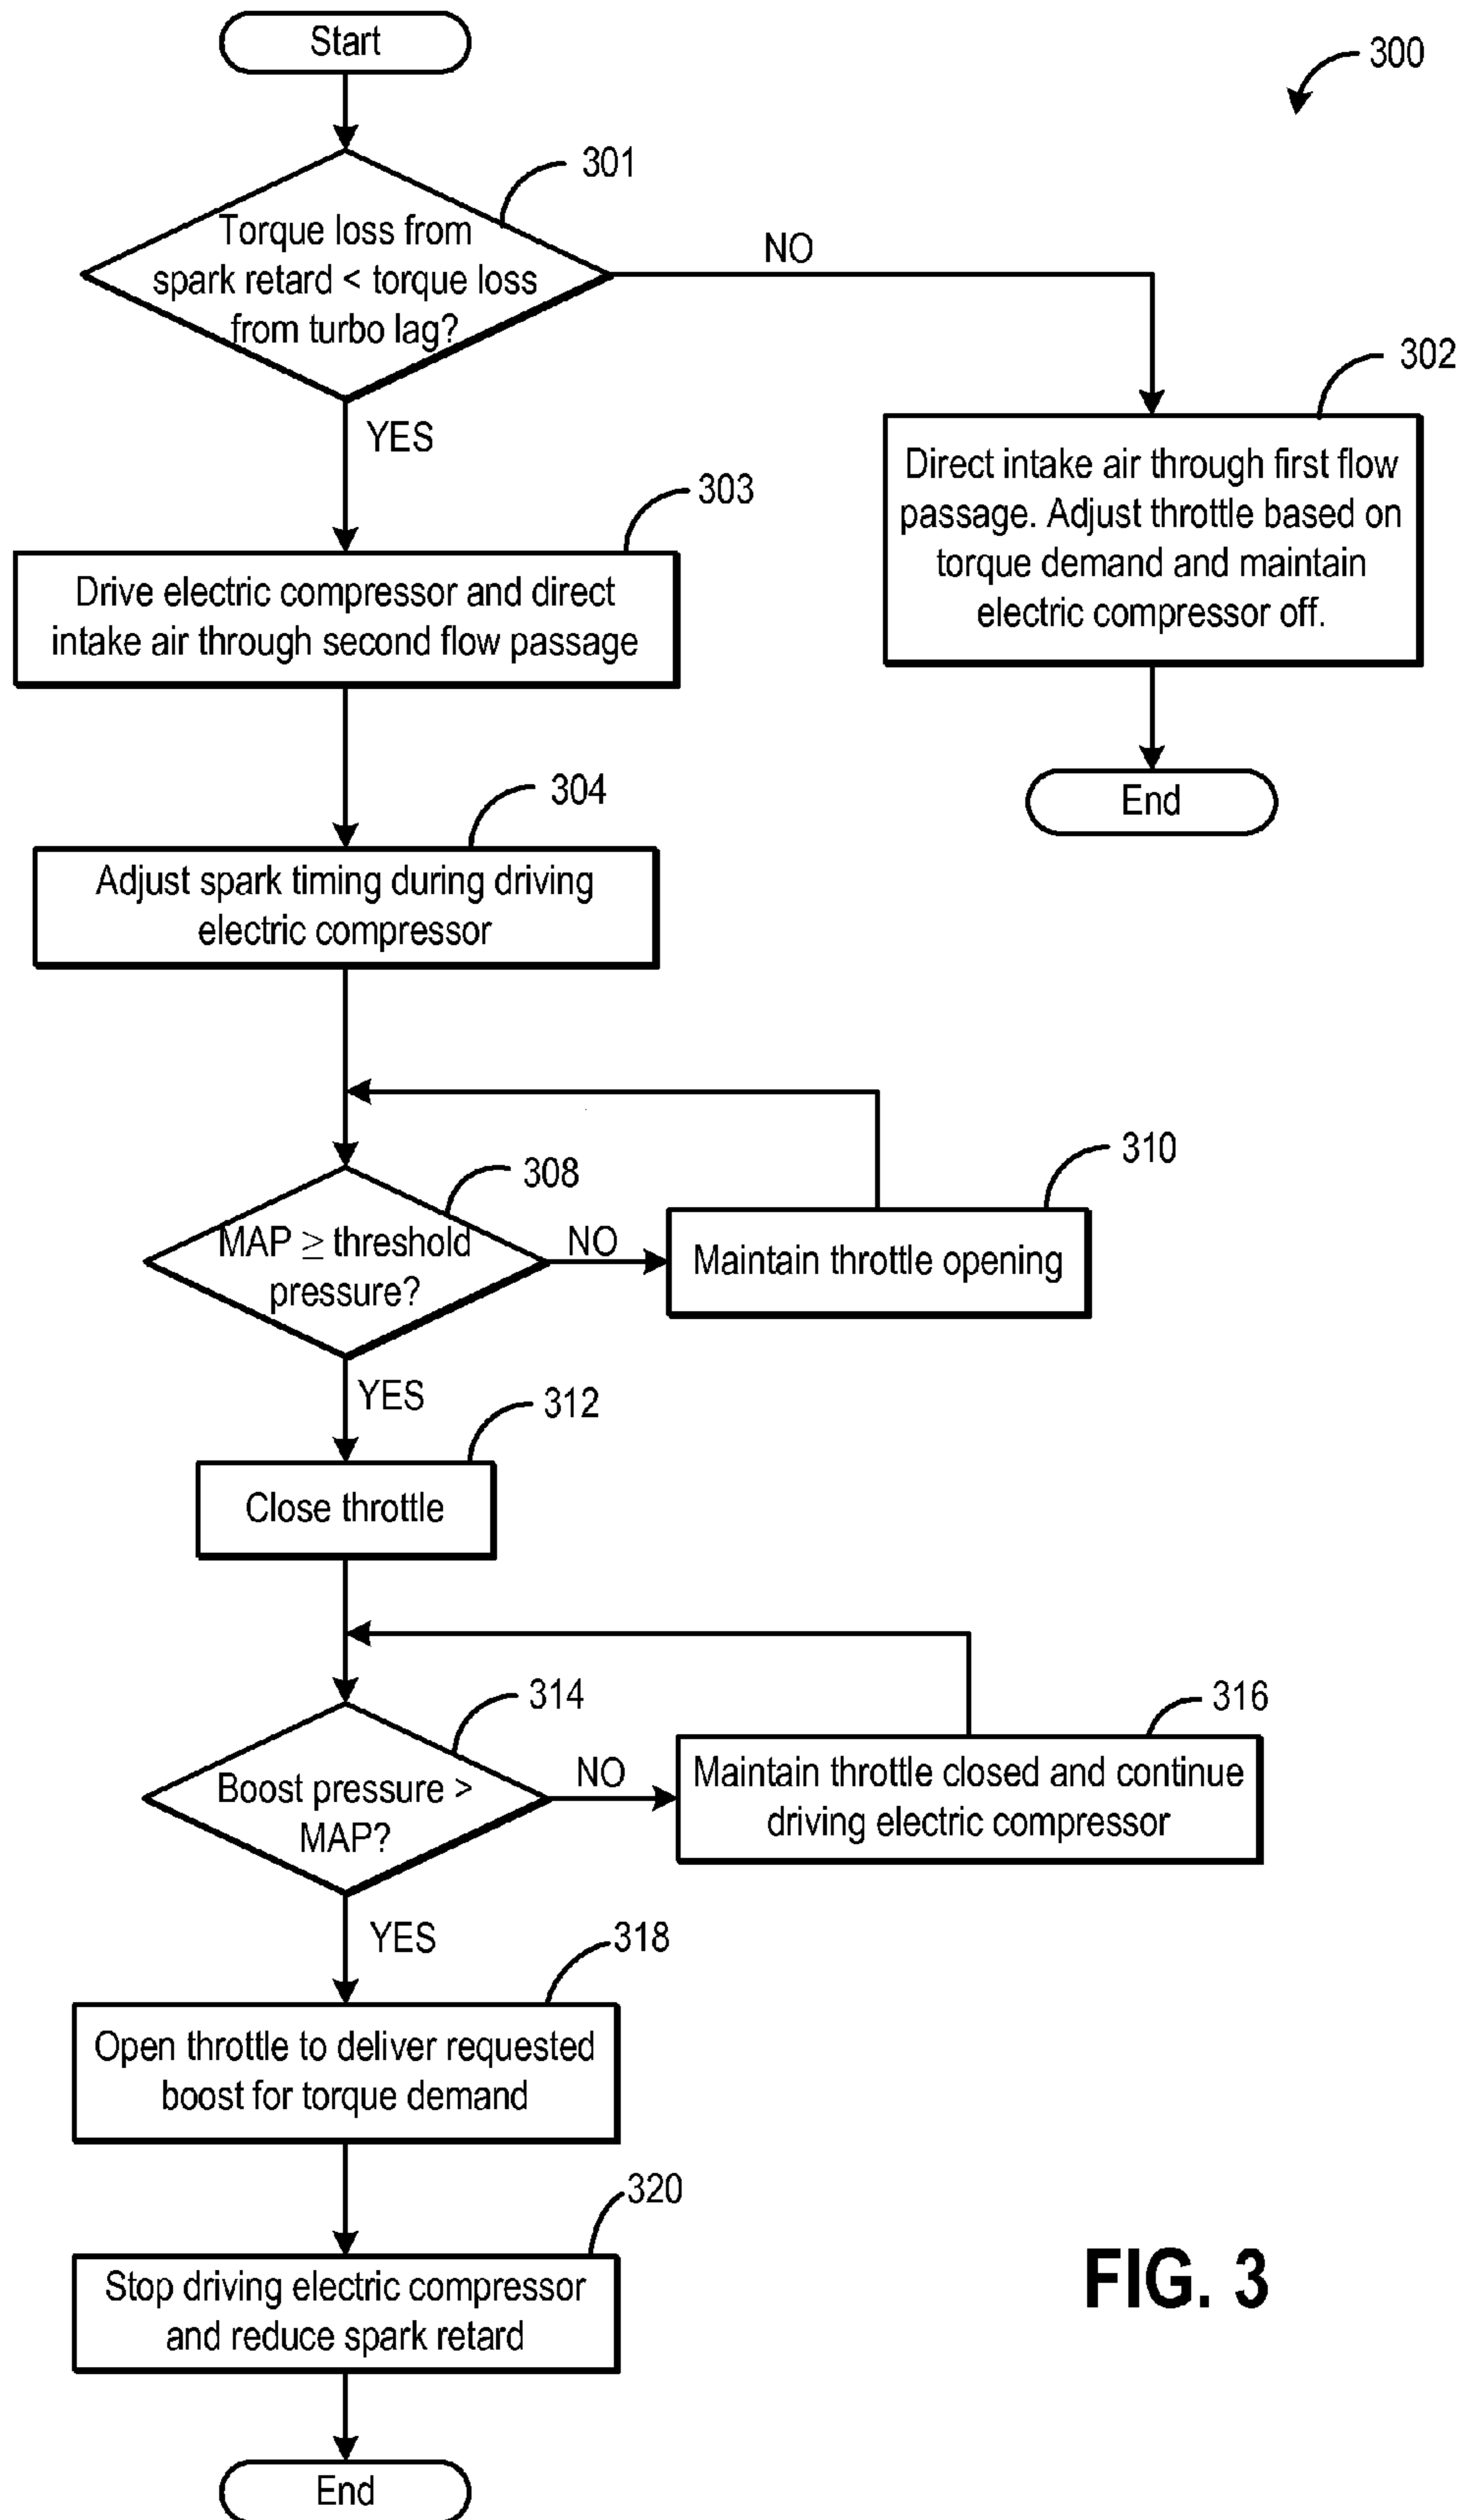 Start
300
301
Torque loss from
spark retard < torque loss
from turbo lag?
NO
YES
302
Direct intake air through first flow
passage. Adjust throttle based on
torque demand and maintain
electric compressor off.
End
303
Drive electric compressor and direct
intake air through second flow passage
304
Adjust spark timing during driving
electric compressor
308
MAP ≥ threshold
pressure?
NO
310
Maintain throttle opening
YES
312
Close throttle
314
Boost pressure >
MAP?
NO
316
Maintain throttle closed and continue
driving electric compressor
YES
318
Open throttle to deliver requested
boost for torque demand
320
Stop driving electric compressor
and reduce spark retard
End
FIG. 3